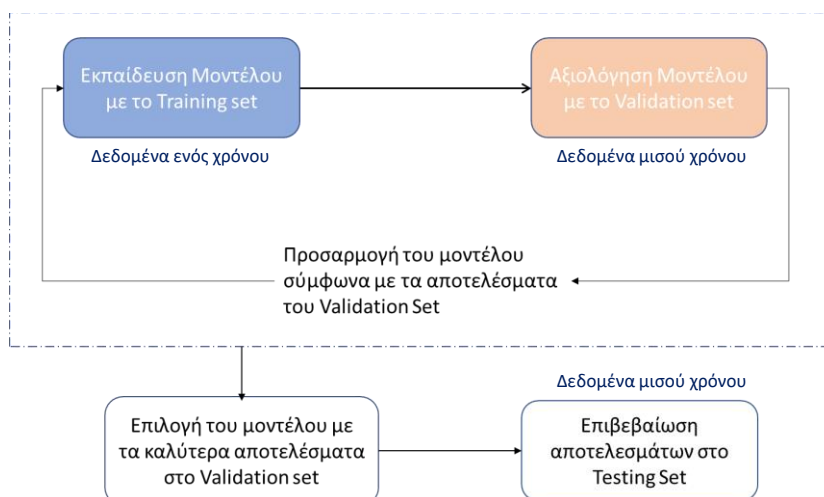 Εκπαίδευση Μοντέλου
με το Training set
Αξιολόγηση Μοντέλου
με το Validation set
Δεδομένα ενός χρόνου
Δεδομένα μισού χρόνου
Προσαρμογή του μοντέλου
σύμφωνα με τα αποτελέσματα
του Validation Set
Δεδομένα μισού χρόνου
Επιλογή του μοντέλου με
τα καλύτερα αποτελέσματα
στο Validation set
Επιβεβαίωση
αποτελεσμάτων στο
Testing Set